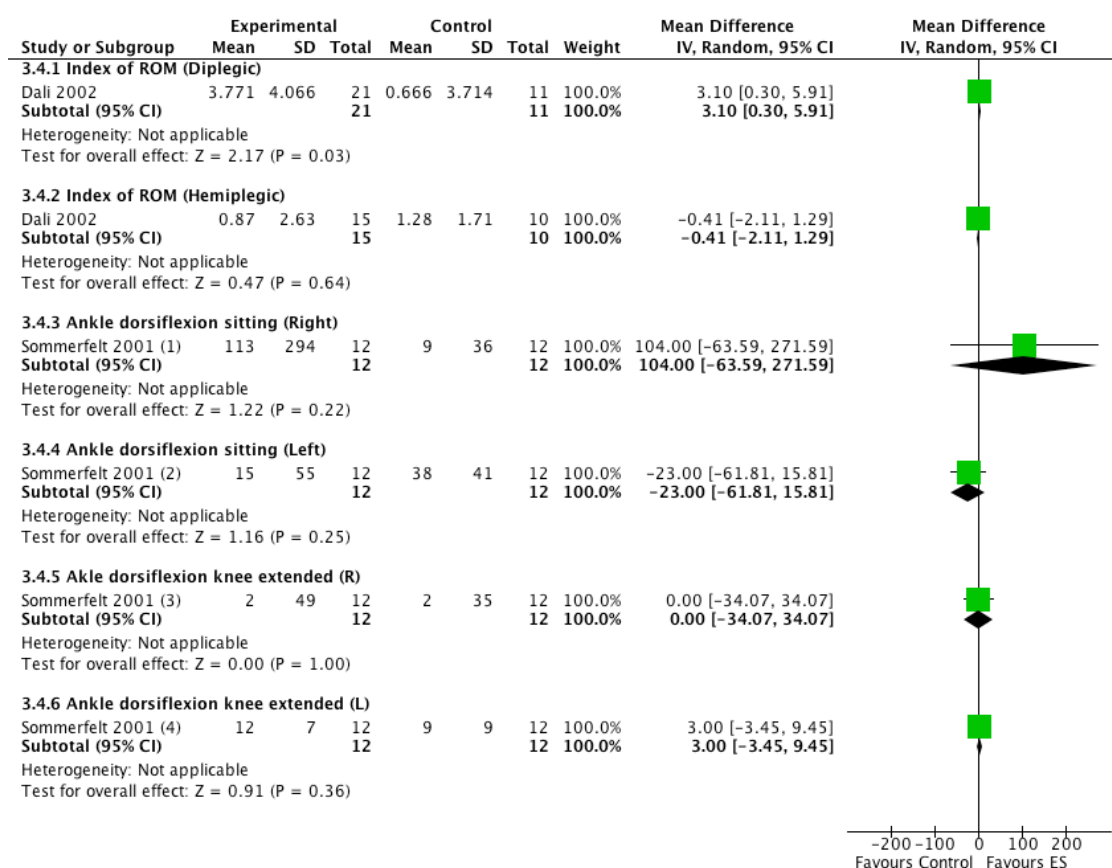 Experimental Control Mean Difference Mean Difference
Study or Subgroup Mean SD Total Mean SD Total Weight IV, Random, 95% CI IV, Random, 95% CI
3.4.1 Index of ROM (Diplegic)
Dali 2002 3.771 4.066 21 0.666 3.714 11 100.0% 3.10 [0.30, 5.91]
Subtotal (95% CI) 21 11 100.0% 3.10 [0.30, 5.91]
Heterogeneity: Not applicable
Test for overall effect: Z = 2.17 (P = 0.03)
3.4.2 Index of ROM (Hemiplegic)
Dali 2002 0.87 2.63 15 1.28 1.71 10 100.0% −0.41 [−2.11, 1.29]
Subtotal (95% CI) 15 10 100.0% −0.41 [−2.11, 1.29]
Heterogeneity: Not applicable
Test for overall effect: Z = 0.47 (P = 0.64)
3.4.3 Ankle dorsiflexion sitting (Right)
Sommerfelt 2001 (1) 113 294 12 9 36 12 100.0% 104.00 [−63.59, 271.59]
Subtotal (95% CI) 12 12 100.0% 104.00 [−63.59, 271.59]
Heterogeneity: Not applicable
Test for overall effect: Z = 1.22 (P = 0.22)
3.4.4 Ankle dorsiflexion sitting (Left)
Sommerfelt 2001 (2) 15 55 12 38 41 12 100.0% −23.00 [−61.81, 15.81]
Subtotal (95% CI) 12 12 100.0% −23.00 [−61.81, 15.81]
Heterogeneity: Not applicable
Test for overall effect: Z = 1.16 (P = 0.25)
3.4.5 Akle dorsiflexion knee extended (R)
Sommerfelt 2001 (3) 2 49 12 2 35 12 100.0% 0.00 [−34.07, 34.07]
Subtotal (95% CI) 12 12 100.0% 0.00 [−34.07, 34.07]
Heterogeneity: Not applicable
Test for overall effect: Z = 0.00 (P = 1.00)
3.4.6 Ankle dorsiflexion knee extended (L)
Sommerfelt 2001 (4) 12 7 12 9 9 12 100.0% 3.00 [−3.45, 9.45]
Subtotal (95% CI) 12 12 100.0% 3.00 [−3.45, 9.45]
Heterogeneity: Not applicable
Test for overall effect: Z = 0.91 (P = 0.36)
−200 −100 0 100 200
Favours Control Favours ES